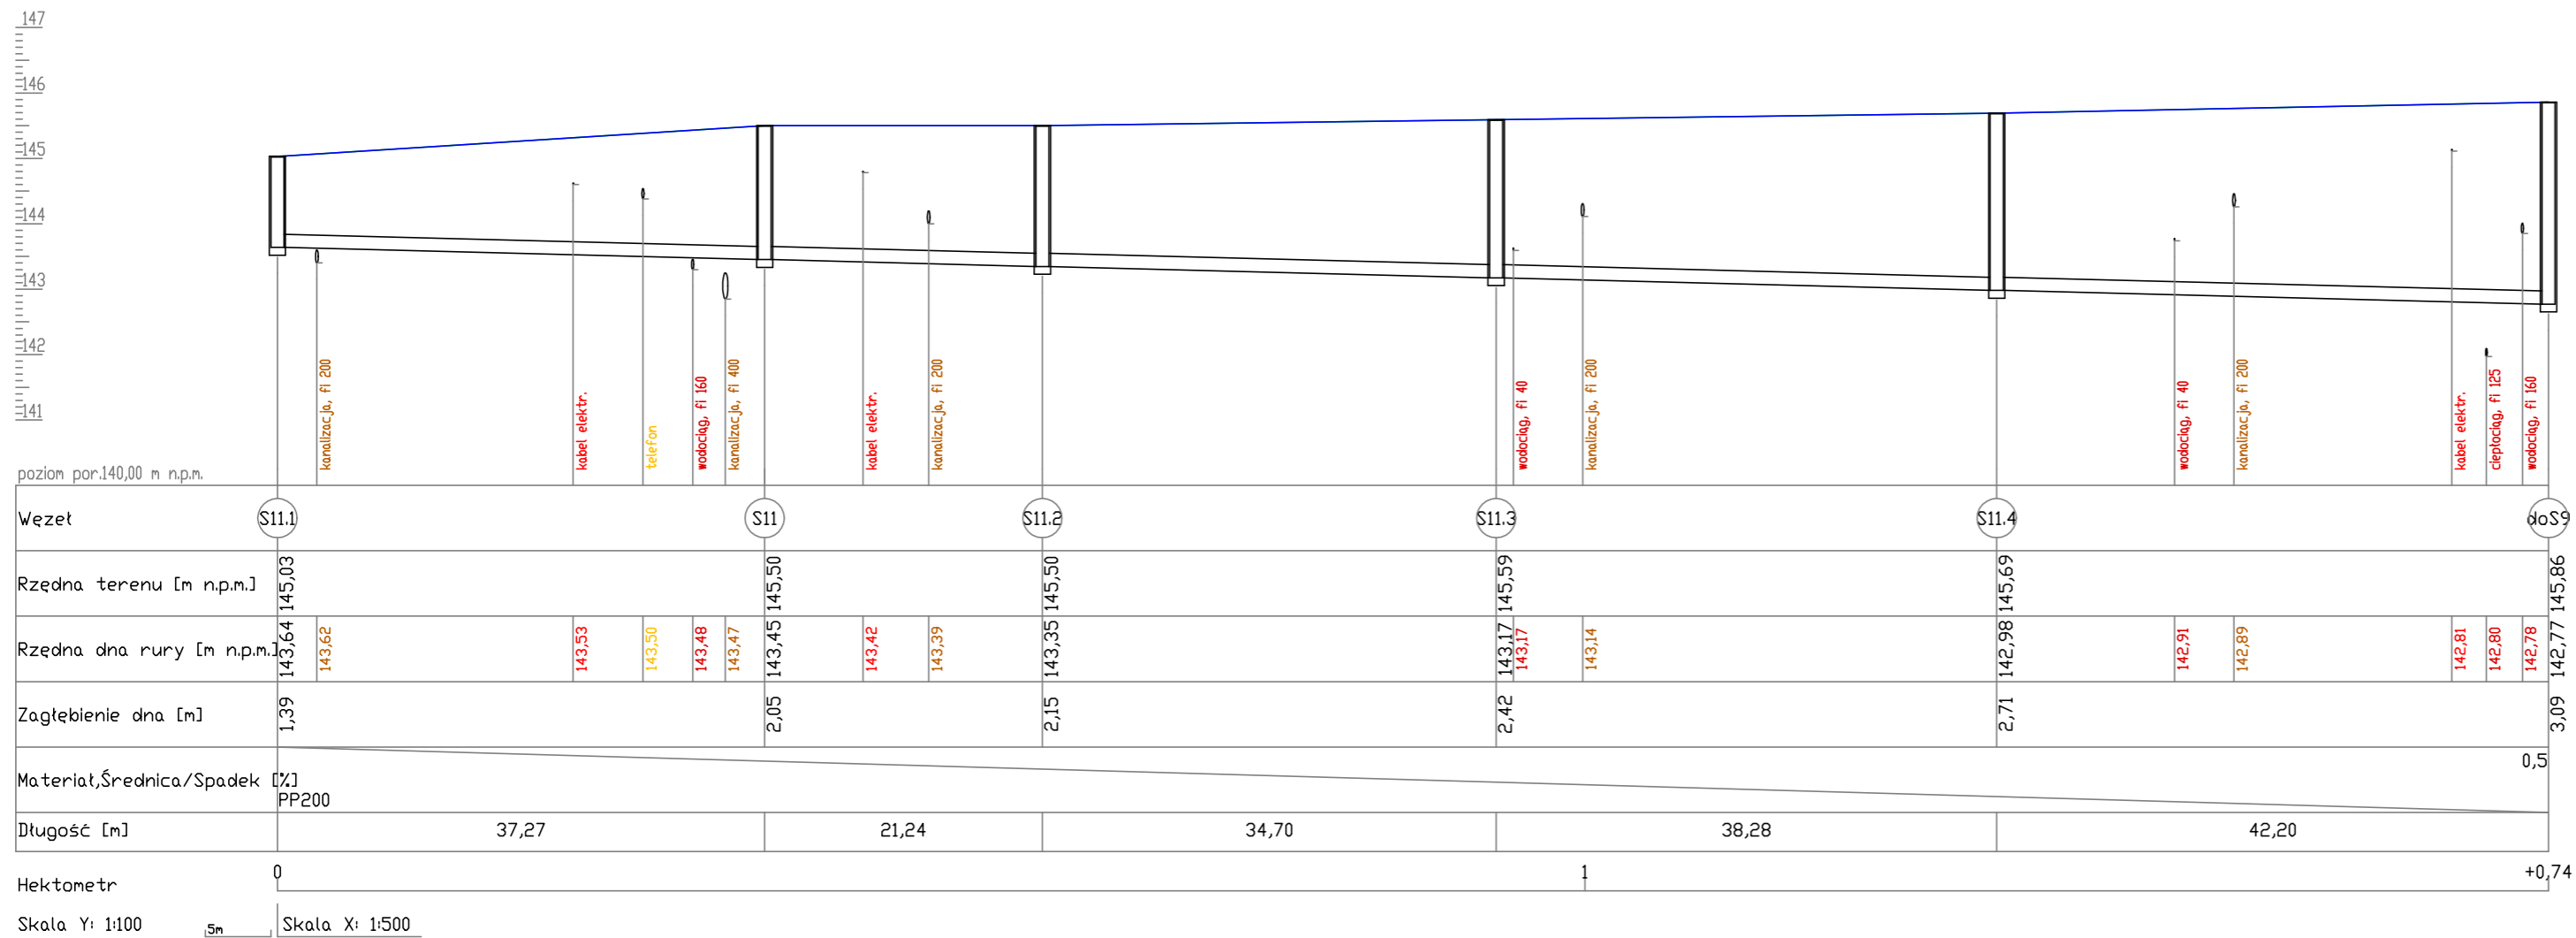 147
146
145
144
143
142
141
kanalizacja, fi 200
kabel elektr.
telefon
wodociąg, fi 160
kanalizacja, fi 400
kabel elektr.
kanalizacja, fi 200
wodociąg, fi 40
kanalizacja, fi 200
wodociąg, fi 40
kanalizacja, fi 200
kabel elektr.
ciepłociąg, fi 125
wodociąg, fi 160
poziom por.140,00 m n.p.m.
Węzeł S11.1 S11 S11.2 S11.3 S11.4 doS9
Rzędna terenu [m n.p.m.] 145,03 145,50 145,50 145,59 145,69 145,86
Rzędna dna rury [m n.p.m.] 143,64 143,62 143,53 143,50 143,48 143,47 143,45 143,42 143,39 143,35 143,17 143,17 143,14 142,98 142,91 142,89 142,81 142,80 142,78 142,77
Zagłębienie dna [m] 1,39 2,05 2,15 2,42 2,71 3,09
0,5
Materiał,Średnica/Spadek [%]
PP200
Długość [m] 37,27 21,24 34,70 38,28 42,20
Hektometr 0 1 +0,74
Skala Y: 1:100 5m Skala X: 1:500